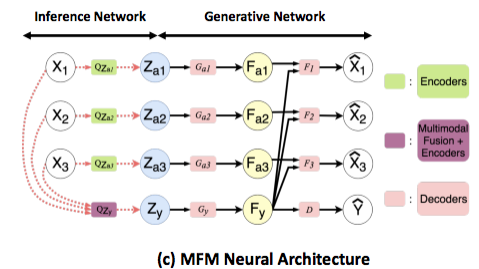 Inference Network Generative Network
X1 QZa1 Za1 Ga1 Fa1 F1 X̂1 : Encoders
X2 QZa2 Za2 Ga2 Fa2 F2 X̂2 : Multimodal
Fusion +
Encoders
X3 QZa3 Za3 Ga3 Fa3 F3 X̂3
QZy Zy Gy Fy D Ŷ : Decoders
(c) MFM Neural Architecture